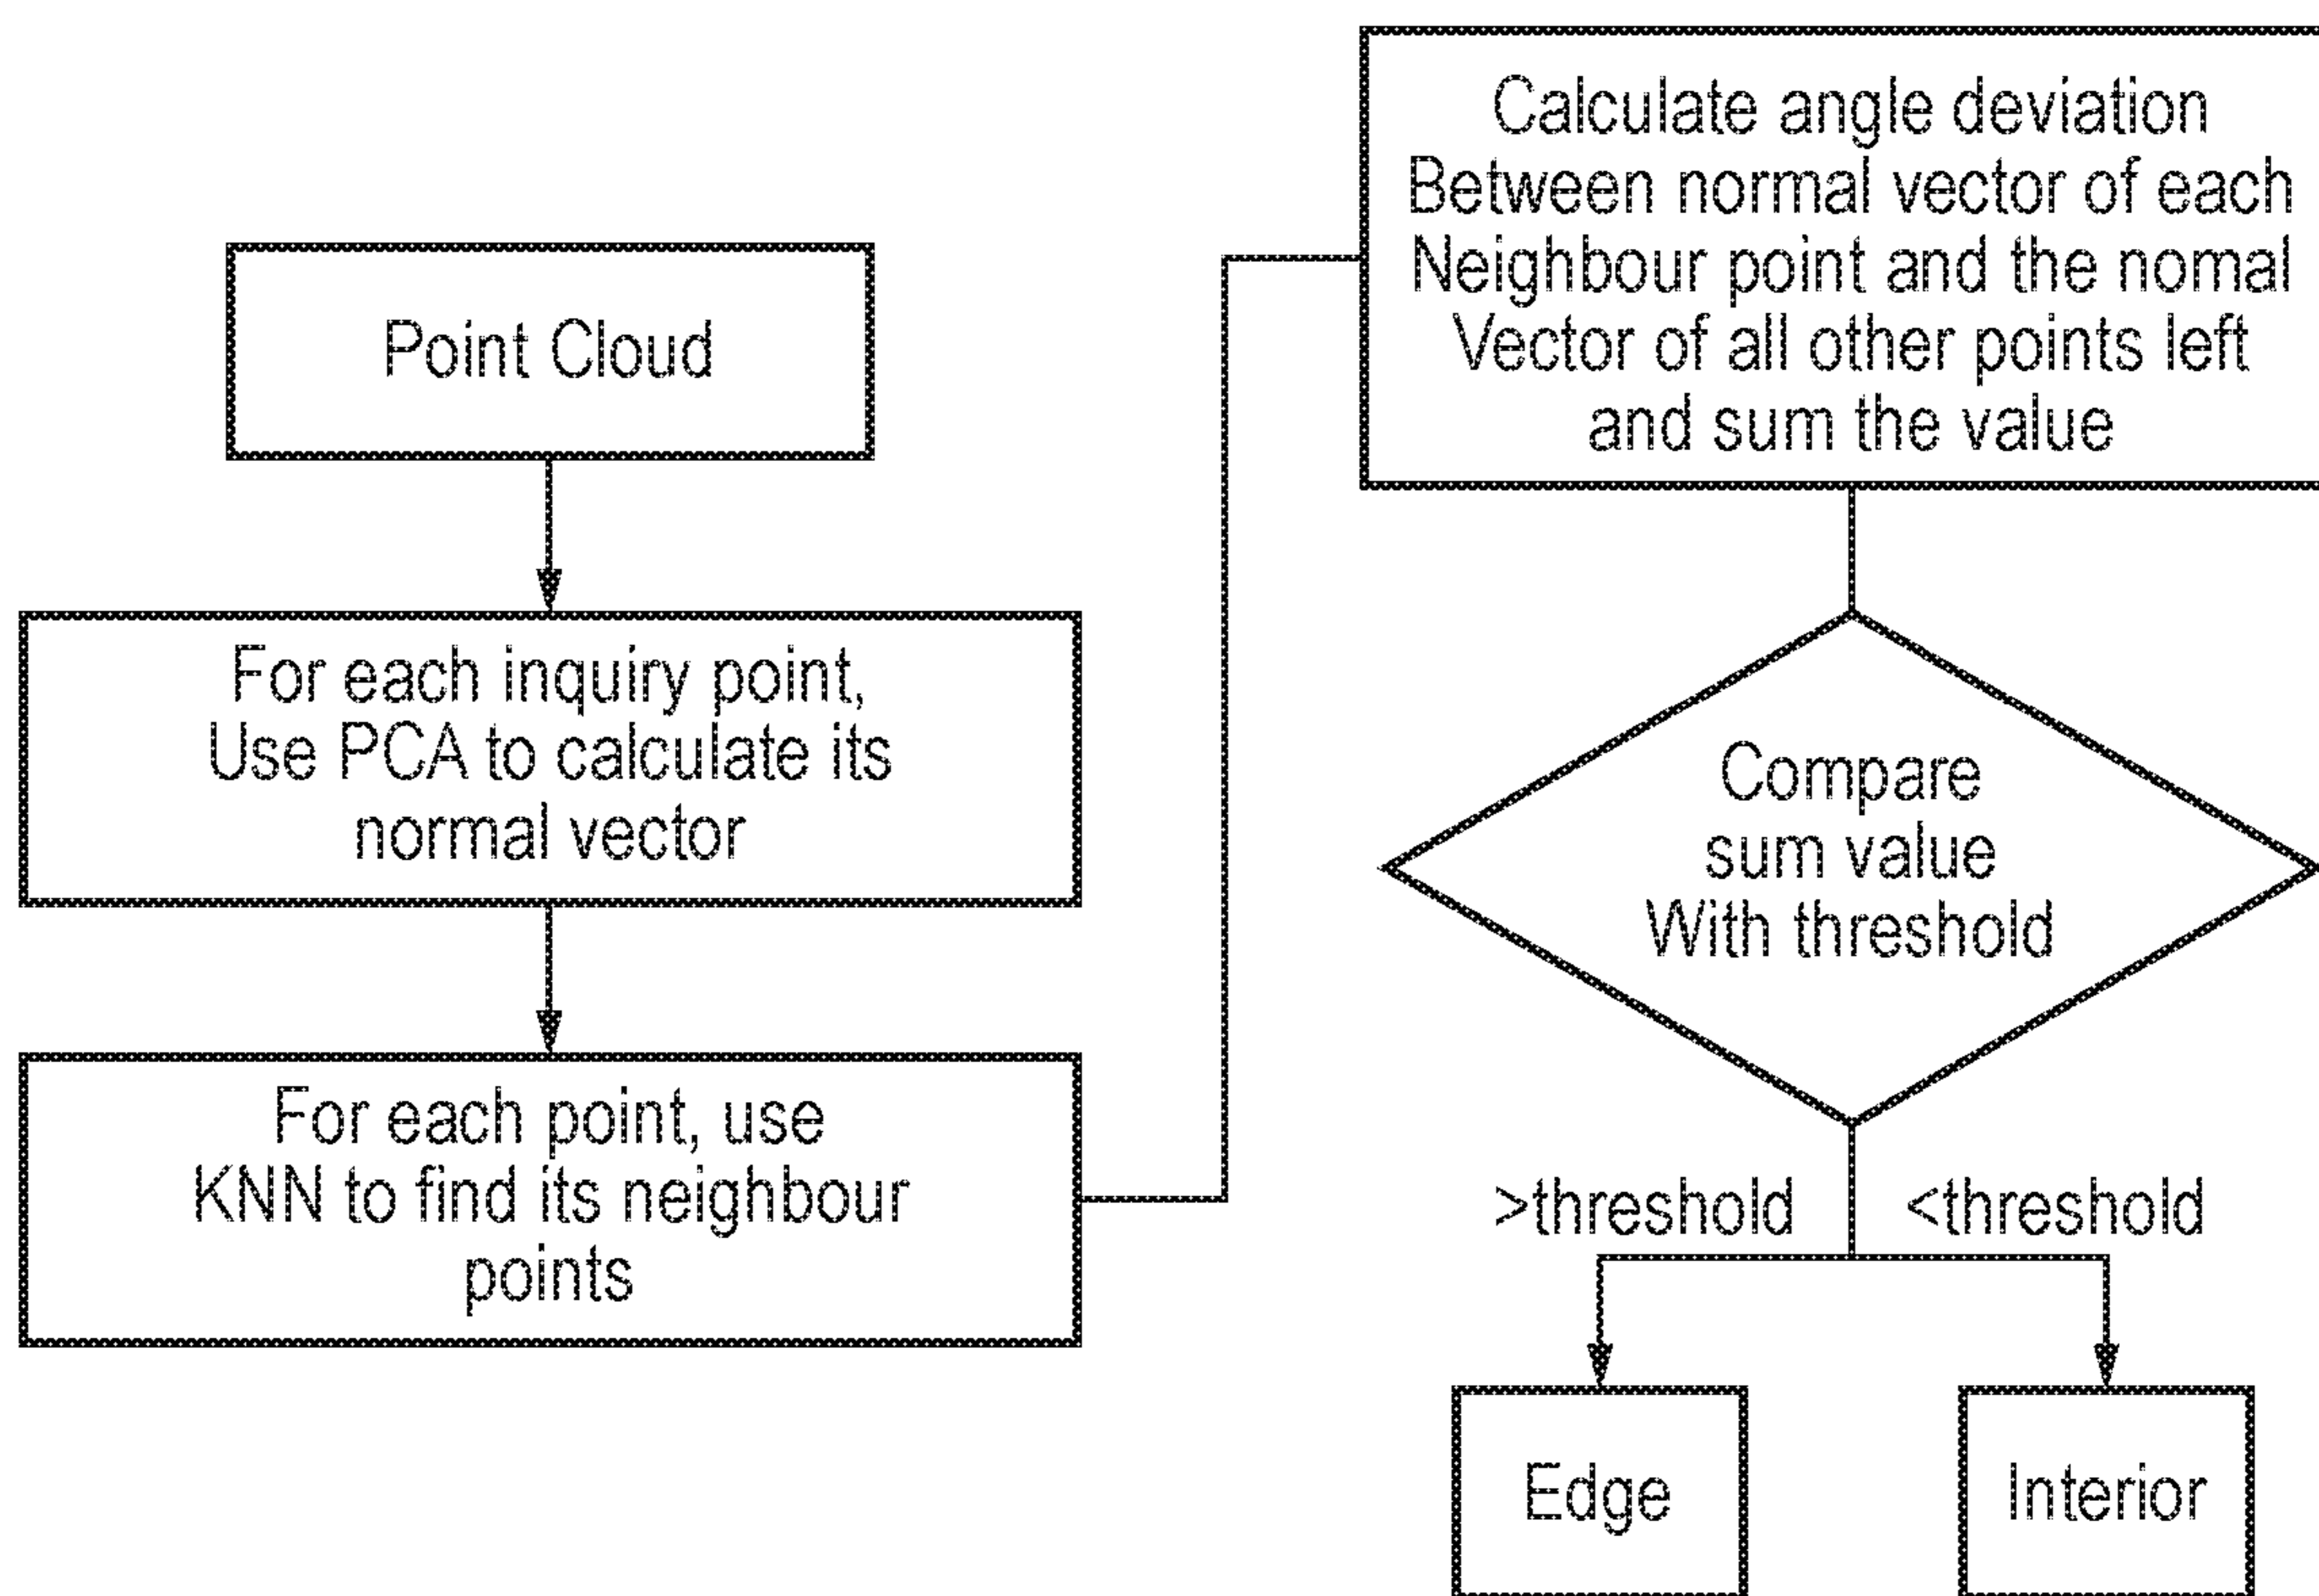 Point Cloud
For each inquiry point,
Use PCA to calculate its
normal vector
For each point, use
KNN to find its neighbour
points
Calculate angle deviation
Between normal vector of each
Neighbour point and the nomal
Vector of all other points left
and sum the value
Compare
sum value
With threshold
>threshold
<threshold
Edge
Interior